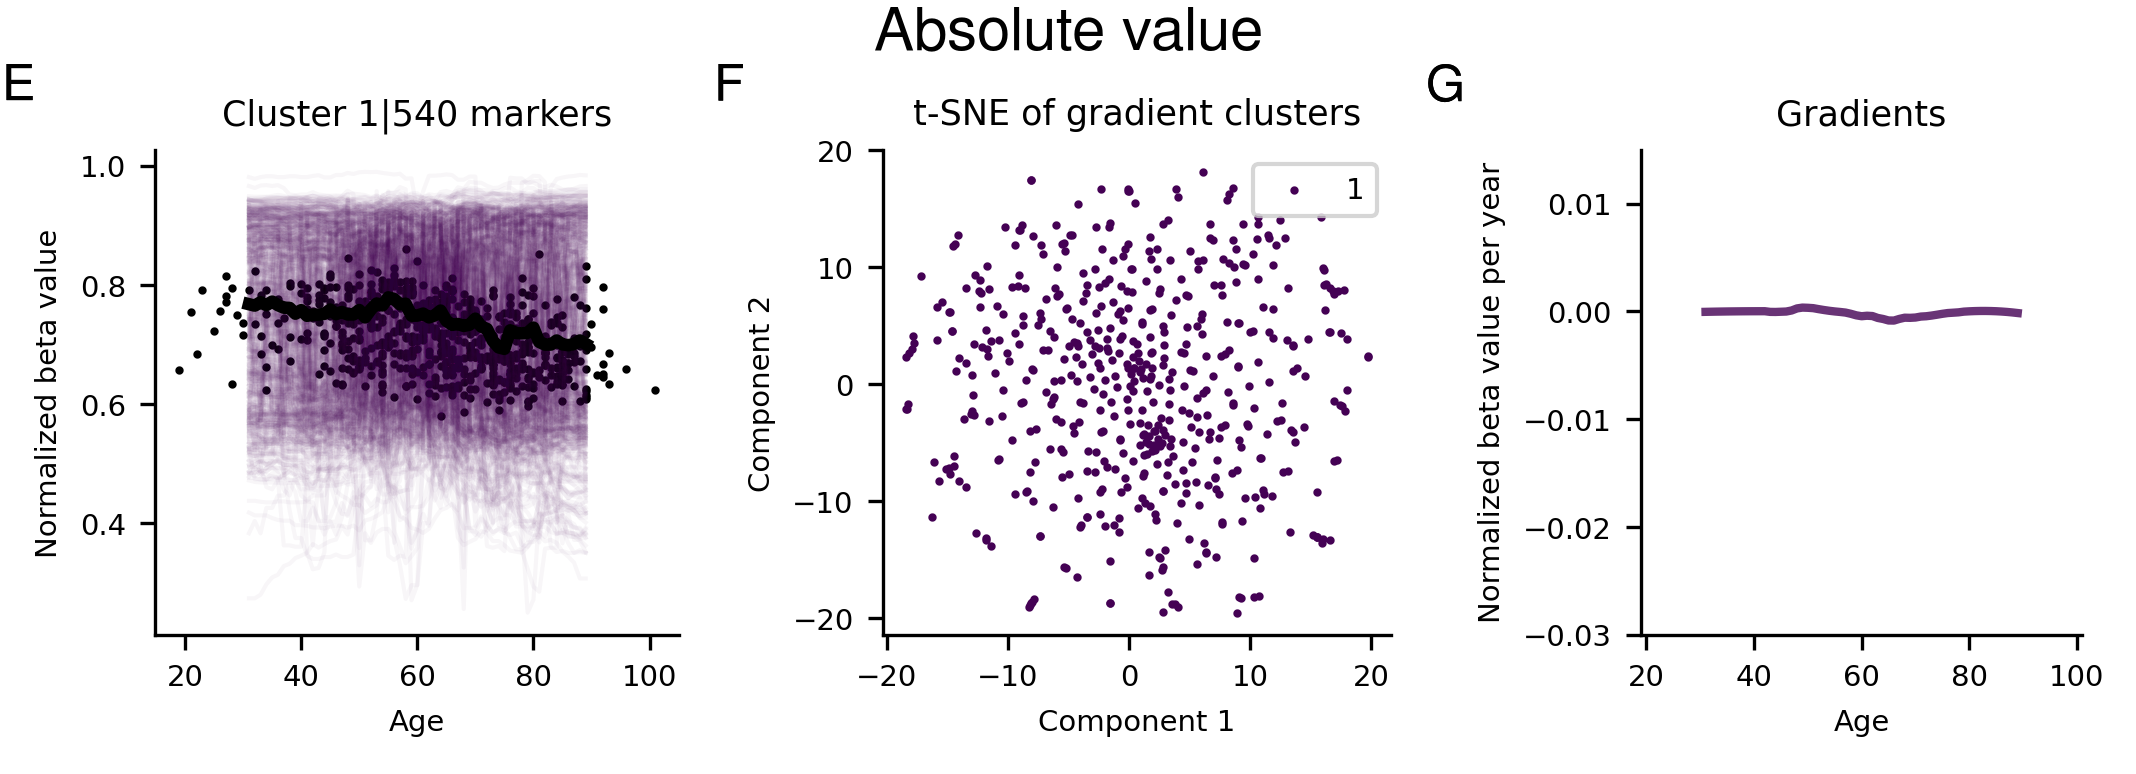 Absolute value
E
Cluster 1|540 markers
Normalized beta value
1.0
0.8
0.6
0.4
20 40 60 80 100
Age
F
t-SNE of gradient clusters
1
Component 2
20
10
0
−10
−20
−20 −10 0 10 20
Component 1
G
Gradients
Normalized beta value per year
0.01
0.00
−0.01
−0.02
−0.03
20 40 60 80 100
Age